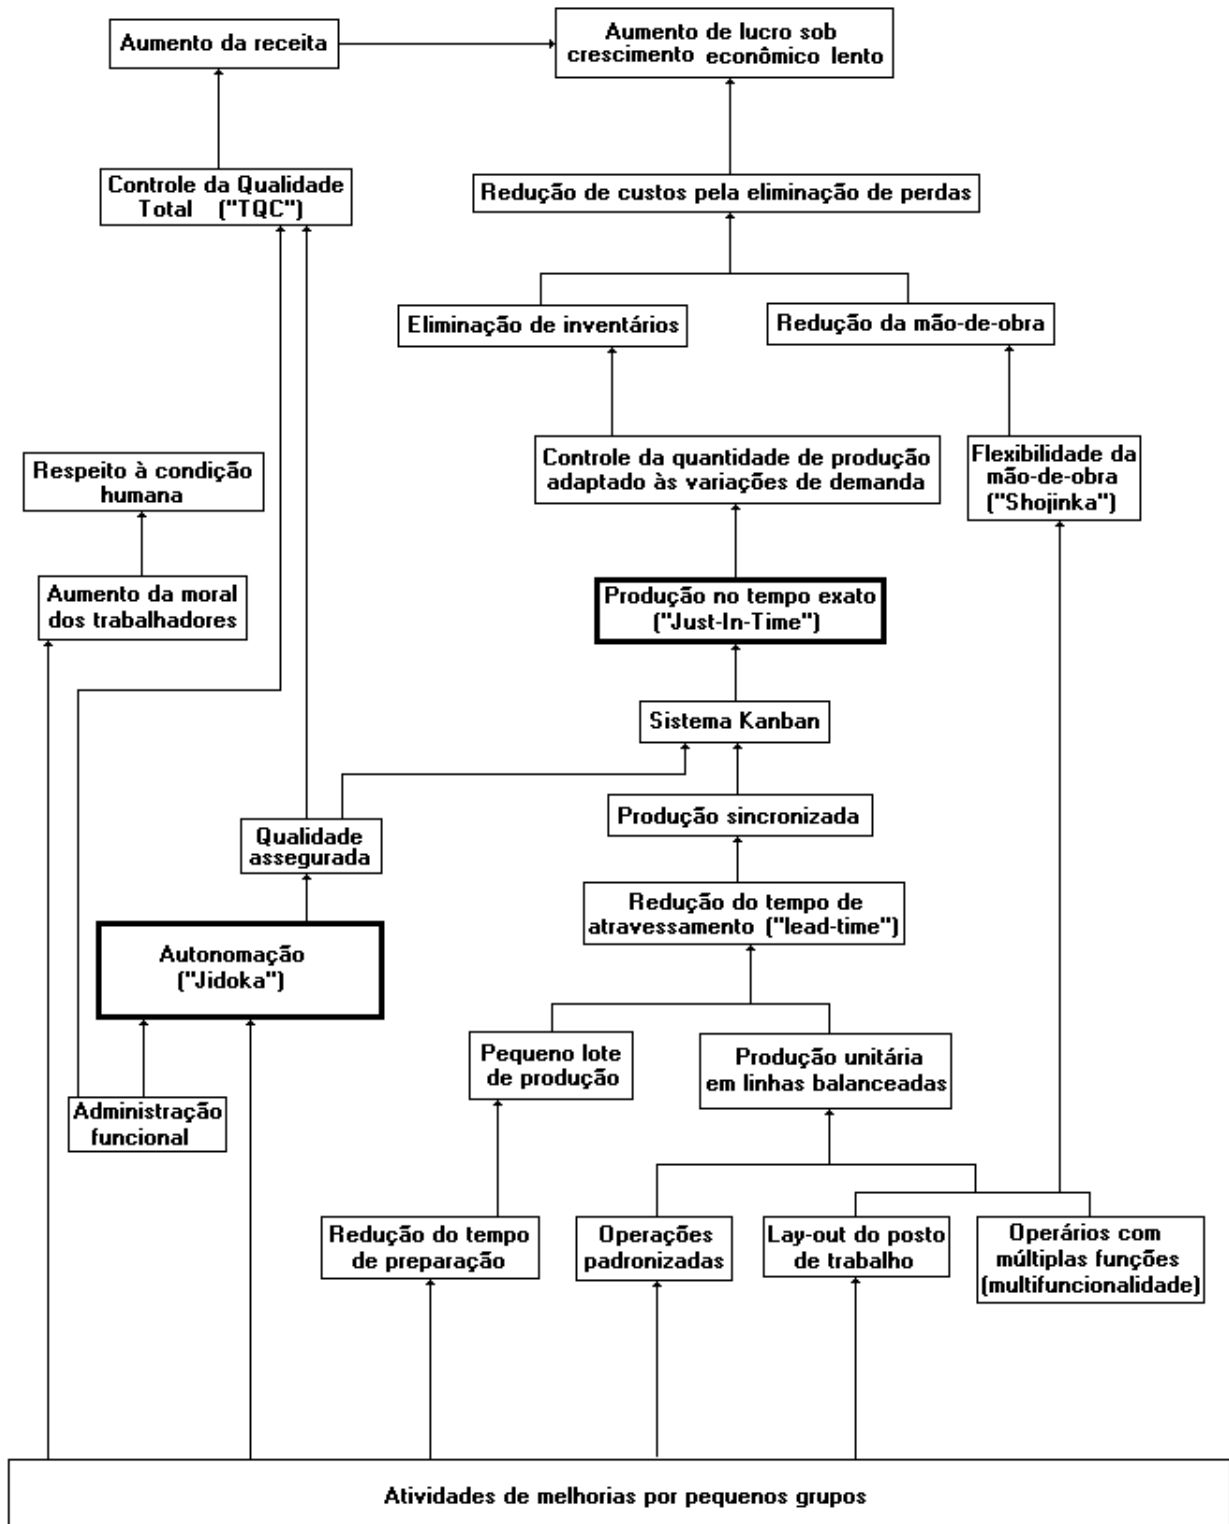 Aumento da receita
Aumento de lucro sob
crescimento econômico lento
Controle da Qualidade
Total ("TQC")
Redução de custos pela eliminação de perdas
Eliminação de inventários
Redução da mão-de-obra
Respeito à condição
humana
Controle da quantidade de produção
adaptado às variações de demanda
Flexibilidade da
mão-de-obra
("Shojinka")
Aumento da moral
dos trabalhadores
Produção no tempo exato
("Just-In-Time")
Sistema Kanban
Produção sincronizada
Qualidade
assegurada
Redução do tempo de
atravessamento ("lead-time")
Autonomação
("Jidoka")
Pequeno lote
de produção
Produção unitária
em linhas balanceadas
Administração
funcional
Redução do tempo
de preparação
Operações
padronizadas
Lay-out do posto
de trabalho
Operários com
múltiplas funções
(multifuncionalidade)
Atividades de melhorias por pequenos grupos